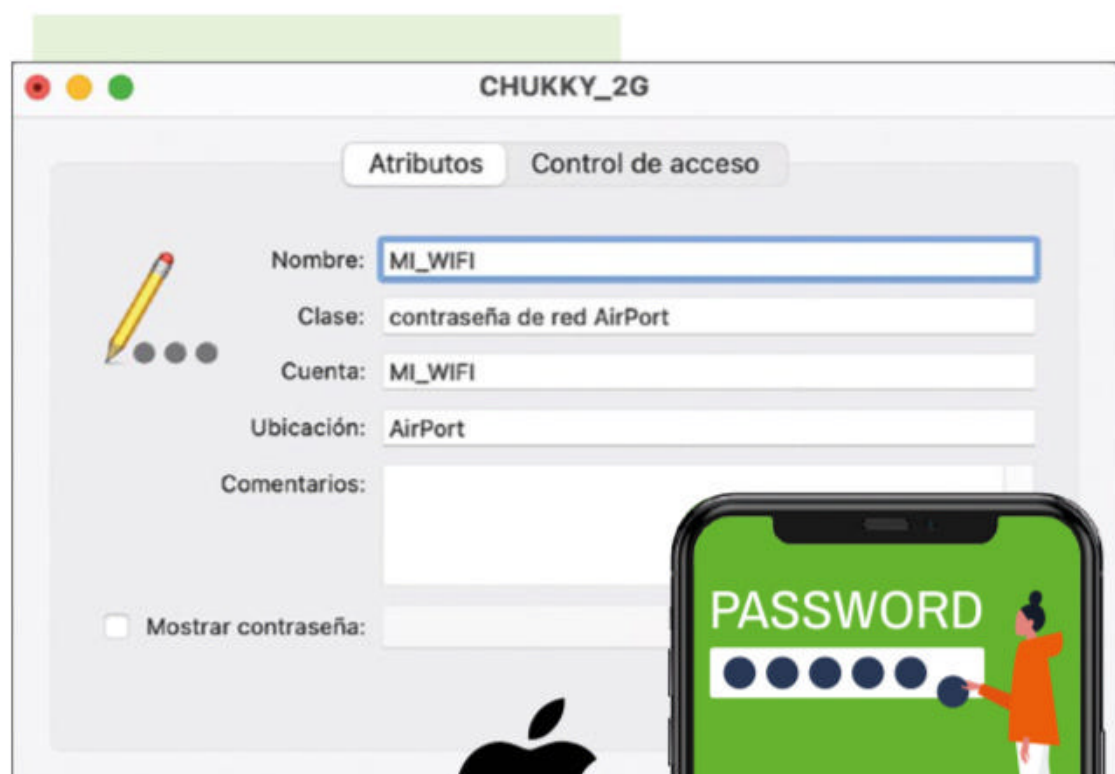 CHUKKY_2G
Atributos Control de acceso
Nombre: MI_WIFI
Clase: contraseña de red AirPort
Cuenta: MI_WIFI
Ubicación: AirPort
Comentarios:
Mostrar contraseña:
PASSWORD